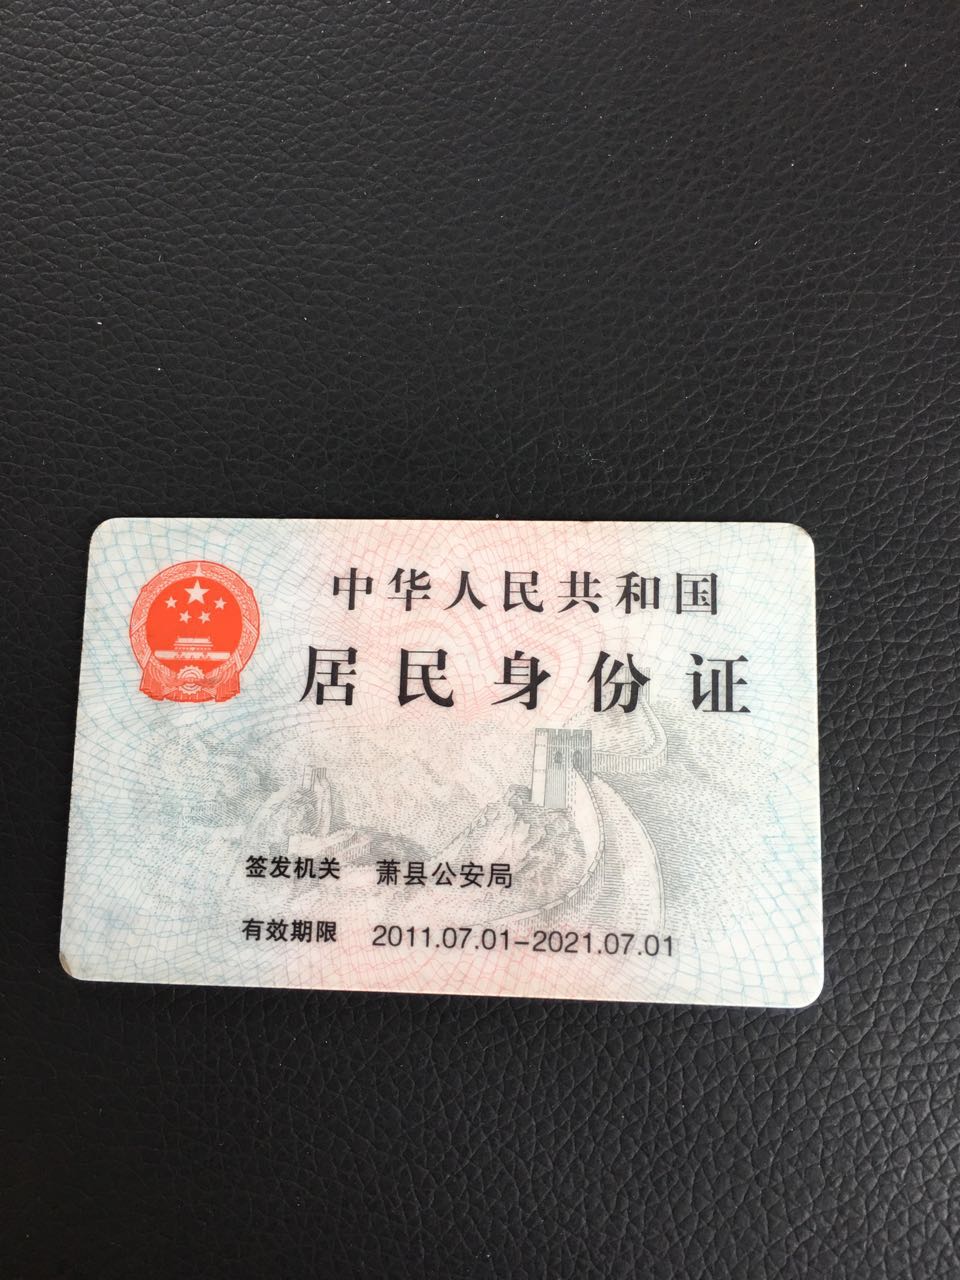 中华人民共和国
居民身份证
签发机关 萧县公安局
有效期限 2011.07.01-2021.07.01